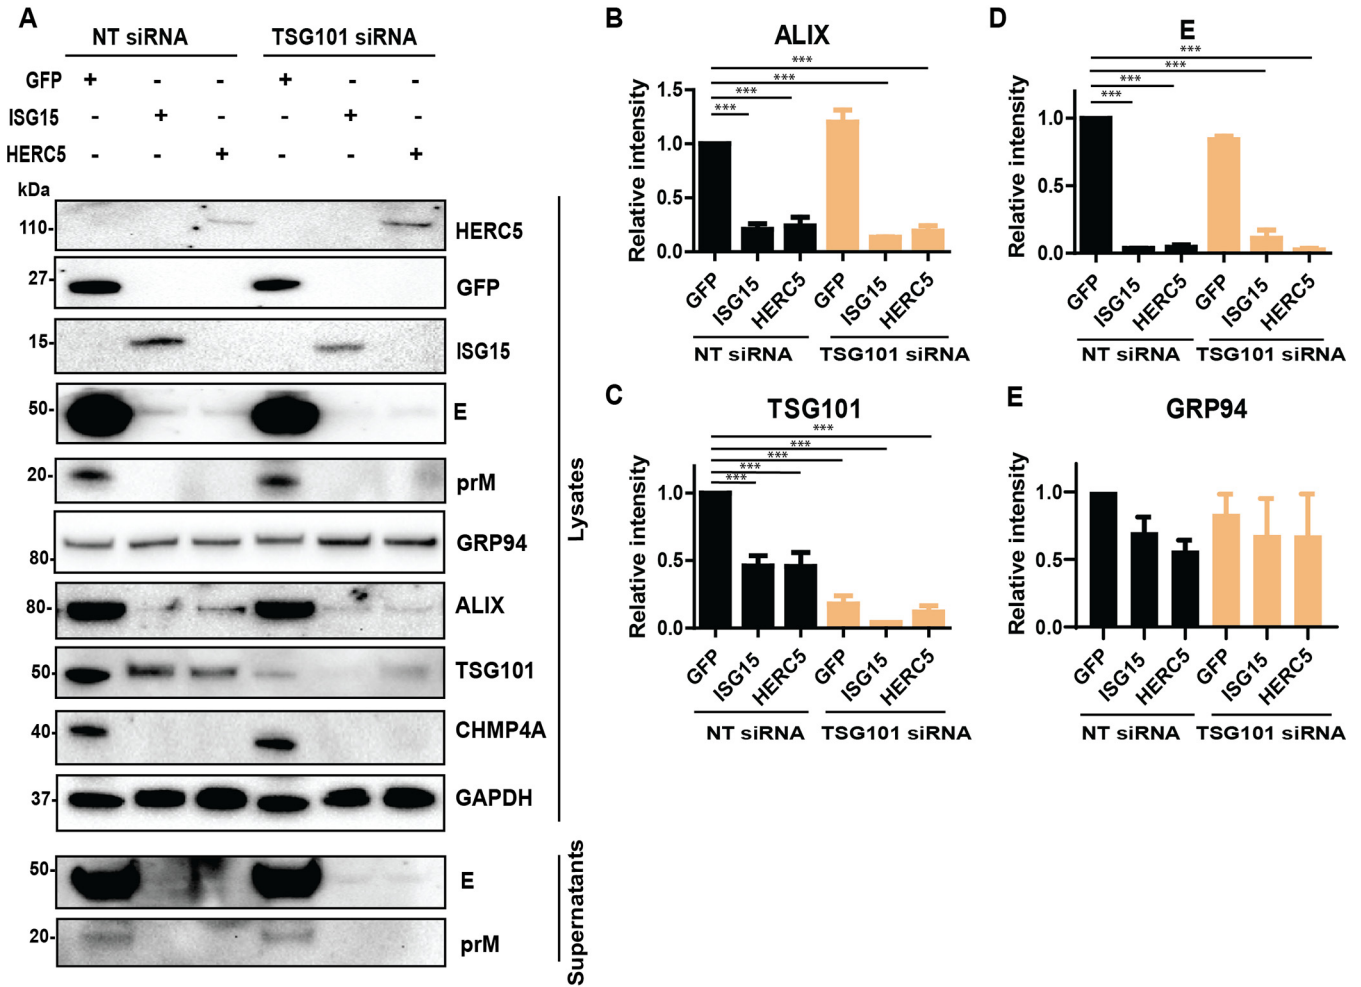 A
NT siRNA TSG101 siRNA
GFP + - - + - -
ISG15 - + - - + -
HERC5 - - + - - +
kDa
110- HERC5
27- GFP
15- ISG15
50- E
20- prM
80- GRP94
80- ALIX
50- TSG101
40- CHMP4A
37- GAPDH
Lysates
50- E
20- prM
Supernatants
B
ALIX
***
***
***
***
Relative intensity
1.5
1.0
0.5
0.0
GFP ISG15 HERC5 GFP ISG15 HERC5
NT siRNA TSG101 siRNA
C
TSG101
***
***
***
***
***
Relative intensity
1.0
0.5
0.0
GFP ISG15 HERC5 GFP ISG15 HERC5
NT siRNA TSG101 siRNA
D
E
***
***
***
***
Relative intensity
1.0
0.5
0.0
GFP ISG15 HERC5 GFP ISG15 HERC5
NT siRNA TSG101 siRNA
E
GRP94
Relative intensity
1.0
0.5
0.0
GFP ISG15 HERC5 GFP ISG15 HERC5
NT siRNA TSG101 siRNA